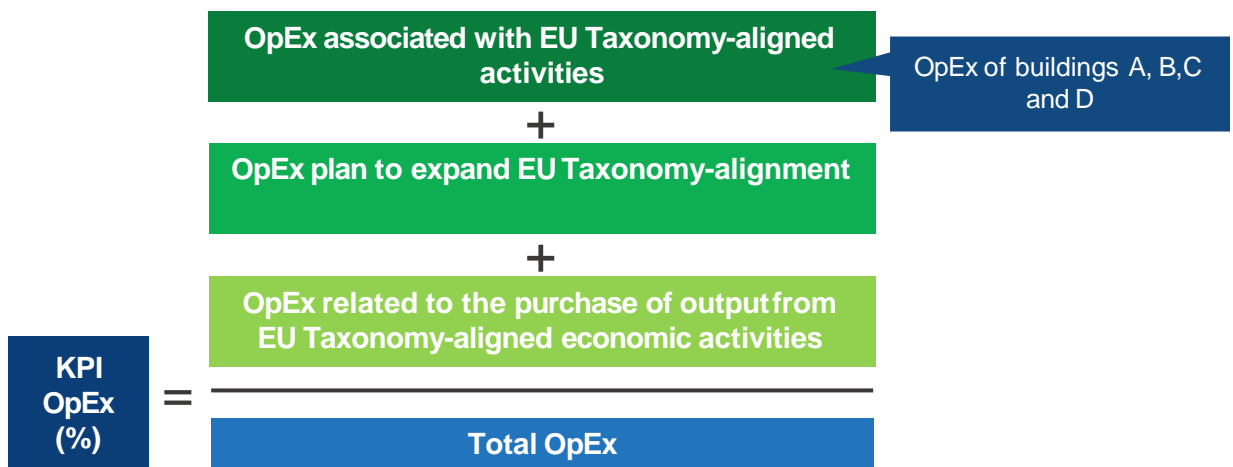 OpEx associated with EU Taxonomy-aligned
activities
OpEx of buildings A, B,C
and D
+
OpEx plan to expand EU Taxonomy-alignment
+
OpEx related to the purchase of output from
EU Taxonomy-aligned economic activities
KPI
OpEx
(%)
=
Total OpEx